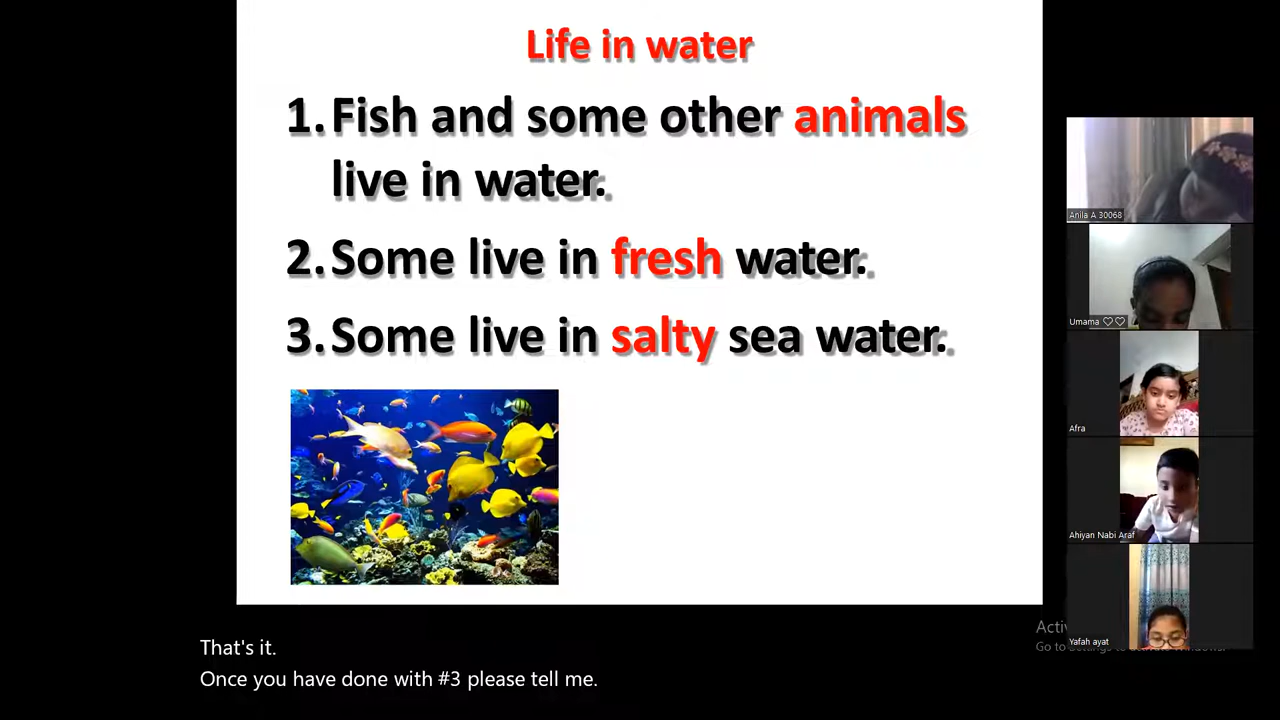 Life in water
1. Fish and some other animals
live in water.
2. Some live in fresh water.
3. Some live in salty sea water.
Anila A 30068
Umama ♡♡
Afra
Ahiyan Nabi Araf
Yafah ayat
That's it.
Once you have done with #3 please tell me.